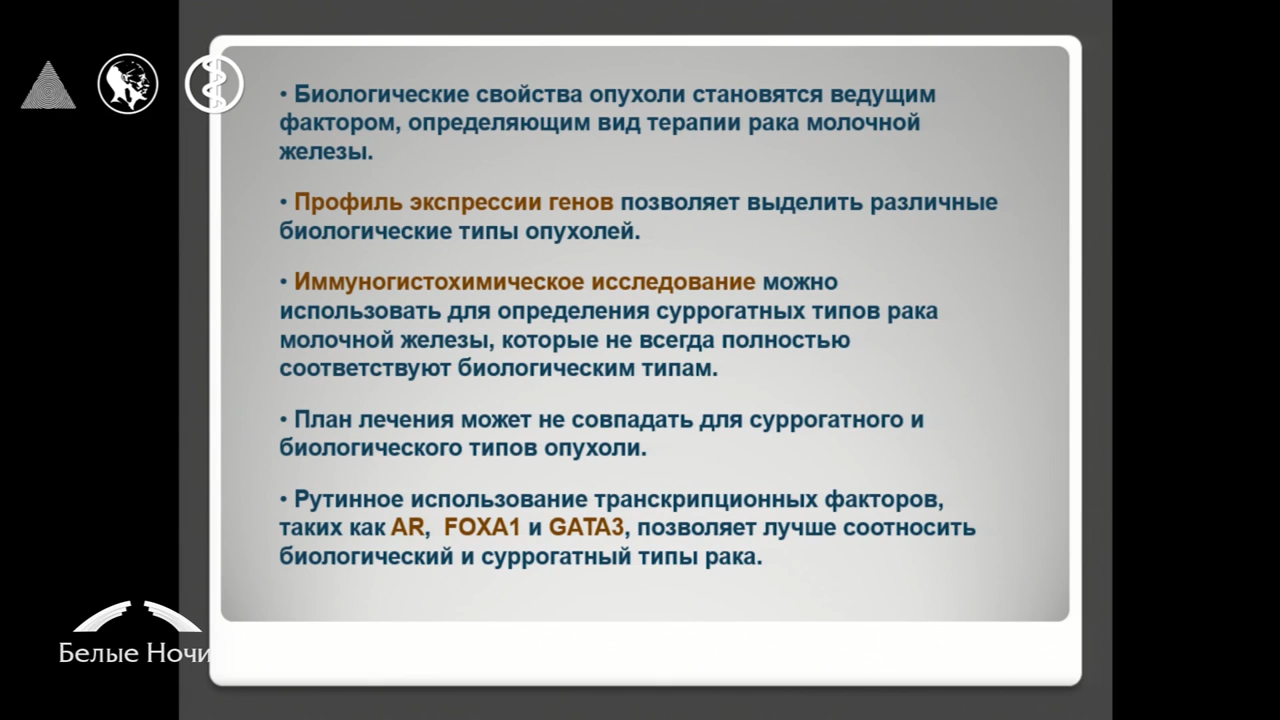 • Биологические свойства опухоли становятся ведущим
фактором, определяющим вид терапии рака молочной
железы.
• Профиль экспрессии генов позволяет выделить различные
биологические типы опухолей.
• Иммуногистохимическое исследование можно
использовать для определения суррогатных типов рака
молочной железы, которые не всегда полностью
соответствуют биологическим типам.
• План лечения может не совпадать для суррогатного и
биологического типов опухоли.
• Рутинное использование транскрипционных факторов,
таких как AR, FOXA1 и GATA3, позволяет лучше соотносить
биологический и суррогатный типы рака.
Белые Ночи